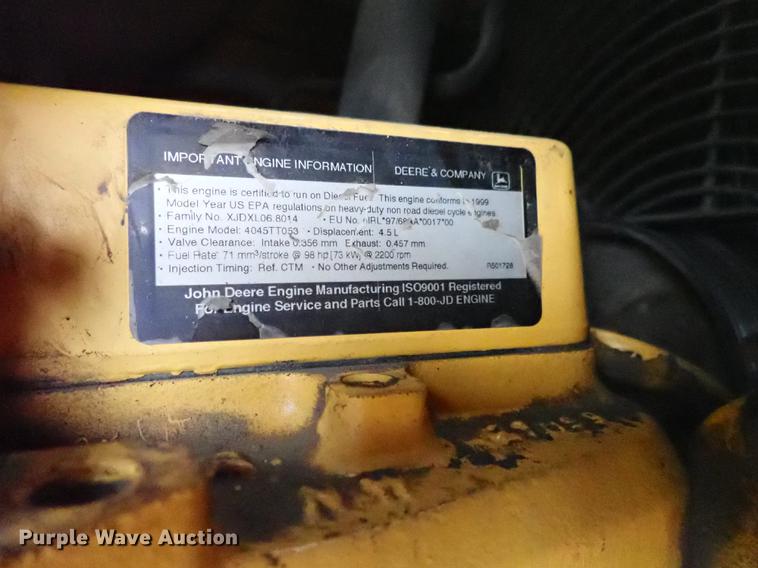 IMPORTANT ENGINE INFORMATION DEERE & COMPANY
• This engine is certified to run on Diesel Fuel. This engine conforms to 1999
Model Year US EPA regulations on heavy-duty non road diesel cycle engines
• Family No. XJDXL06.8014 • EU No.
• Engine Model: 4045TT053 • Displacement: 4.5 L
• Valve Clearance: Intake 0.356 mm Exhaust: 0.457 mm
• Fuel Rate: 71 mm³/stroke @ 98 hp [73 kW] @ 2200 rpm
• Injection Timing: Ref. CTM • No Other Adjustments Required. R501728
John Deere Engine Manufacturing ISO9001 Registered
For Engine Service and Parts Call 1-800-JD ENGINE
Purple Wave Auction